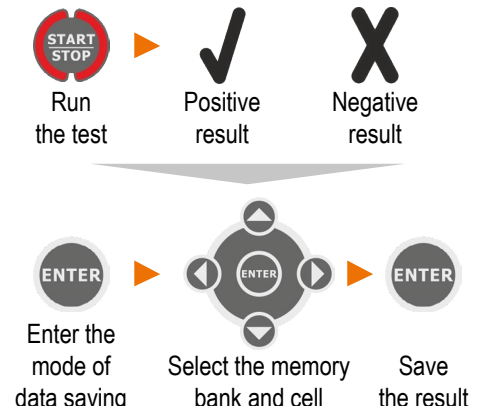 START
STOP
Run
the test
Positive
result
Negative
result
ENTER
ENTER
ENTER
Enter the
mode of
data saving
Select the memory
bank and cell
Save
the result